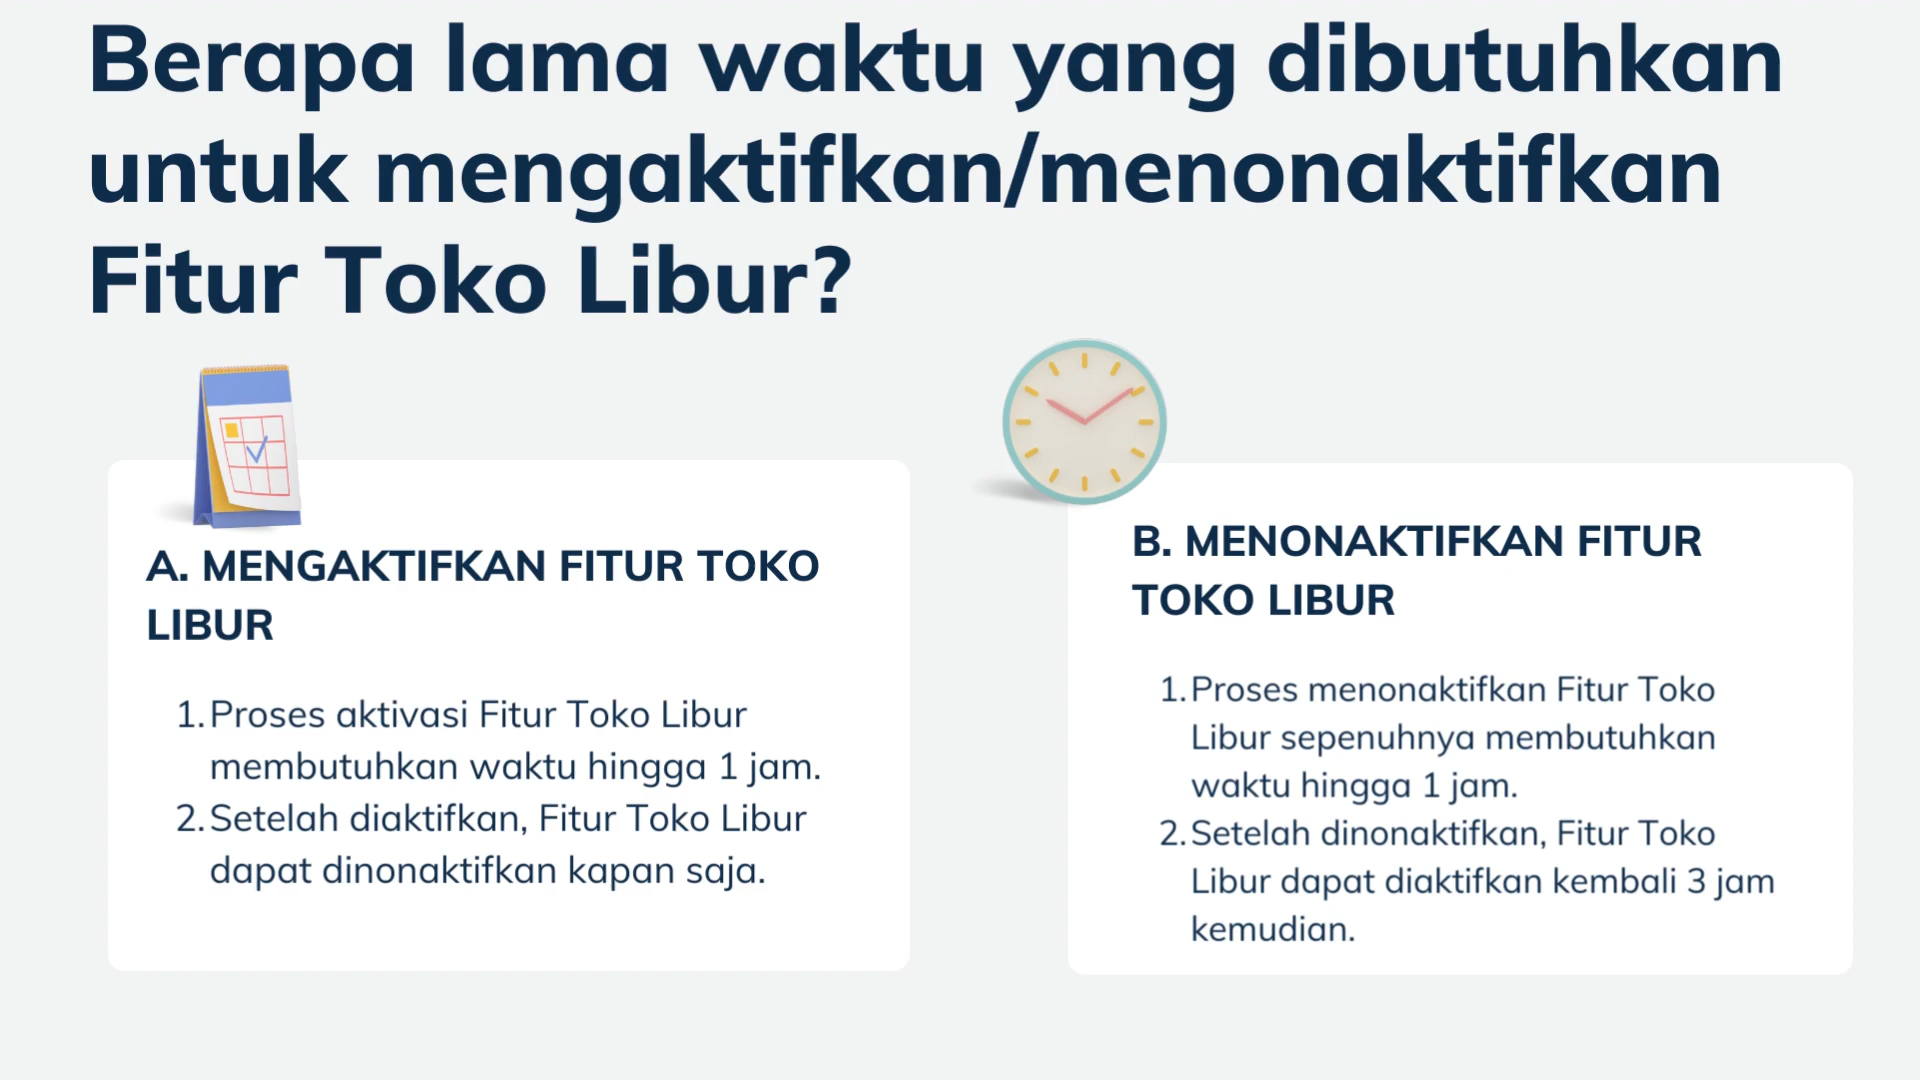 Berapa lama waktu yang dibutuhkan
untuk mengaktifkan/menonaktifkan
Fitur Toko Libur?
A. MENGAKTIFKAN FITUR TOKO
LIBUR
1. Proses aktivasi Fitur Toko Libur
membutuhkan waktu hingga 1 jam.
2. Setelah diaktifkan, Fitur Toko Libur
dapat dinonaktifkan kapan saja.
B. MENONAKTIFKAN FITUR
TOKO LIBUR
1. Proses menonaktifkan Fitur Toko
Libur sepenuhnya membutuhkan
waktu hingga 1 jam.
2. Setelah dinonaktifkan, Fitur Toko
Libur dapat diaktifkan kembali 3 jam
kemudian.